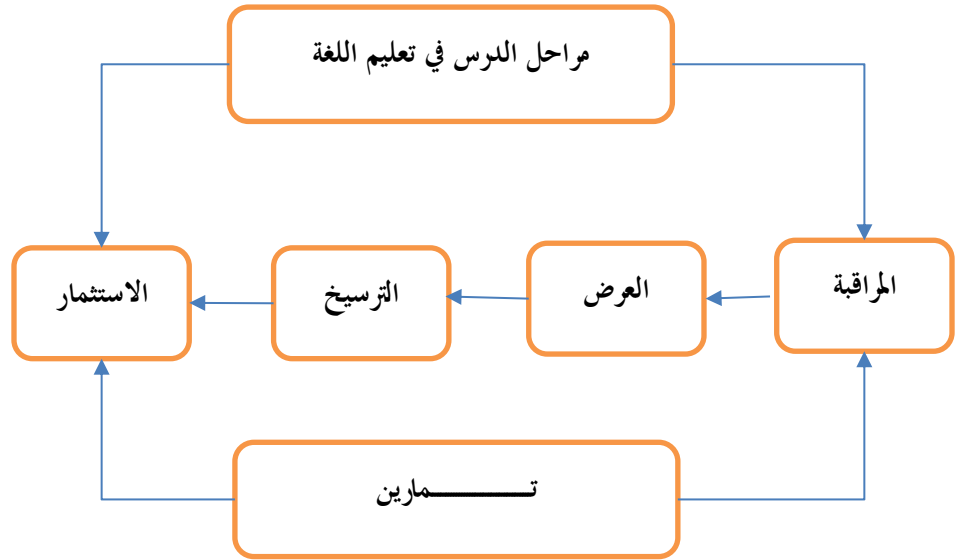 مراحل الدرس في تعليم اللغة
المراقبة
العرض
الترسيخ
الاستثمار
تـــــــــــمارين